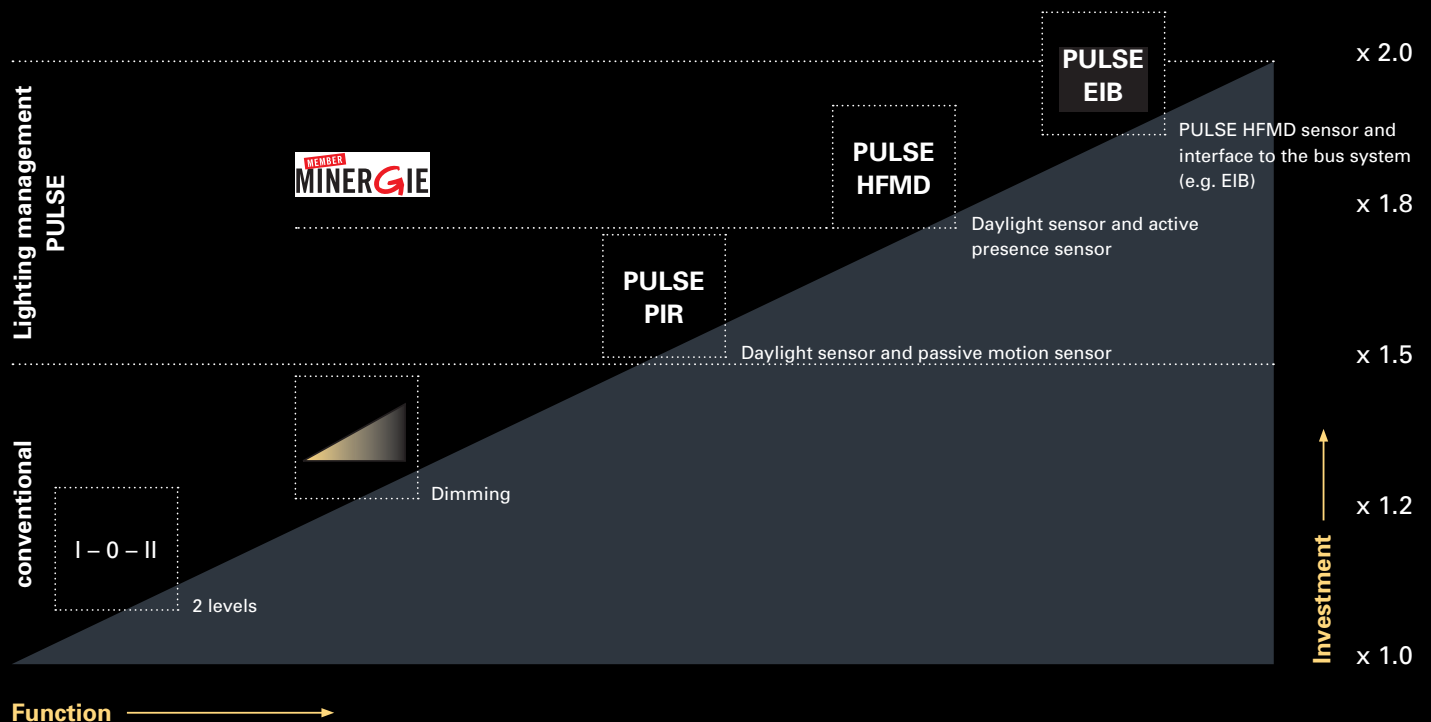 x 2.0
PULSE
EIB
PULSE HFMD sensor and
interface to the bus system
(e.g. EIB)
Lighting management
PULSE
MEMBER
MINERGIE
PULSE
HFMD
x 1.8
Daylight sensor and active
presence sensor
PULSE
PIR
Daylight sensor and passive motion sensor
x 1.5
conventional
Dimming
I – 0 – II
2 levels
x 1.2
Investment
x 1.0
Function